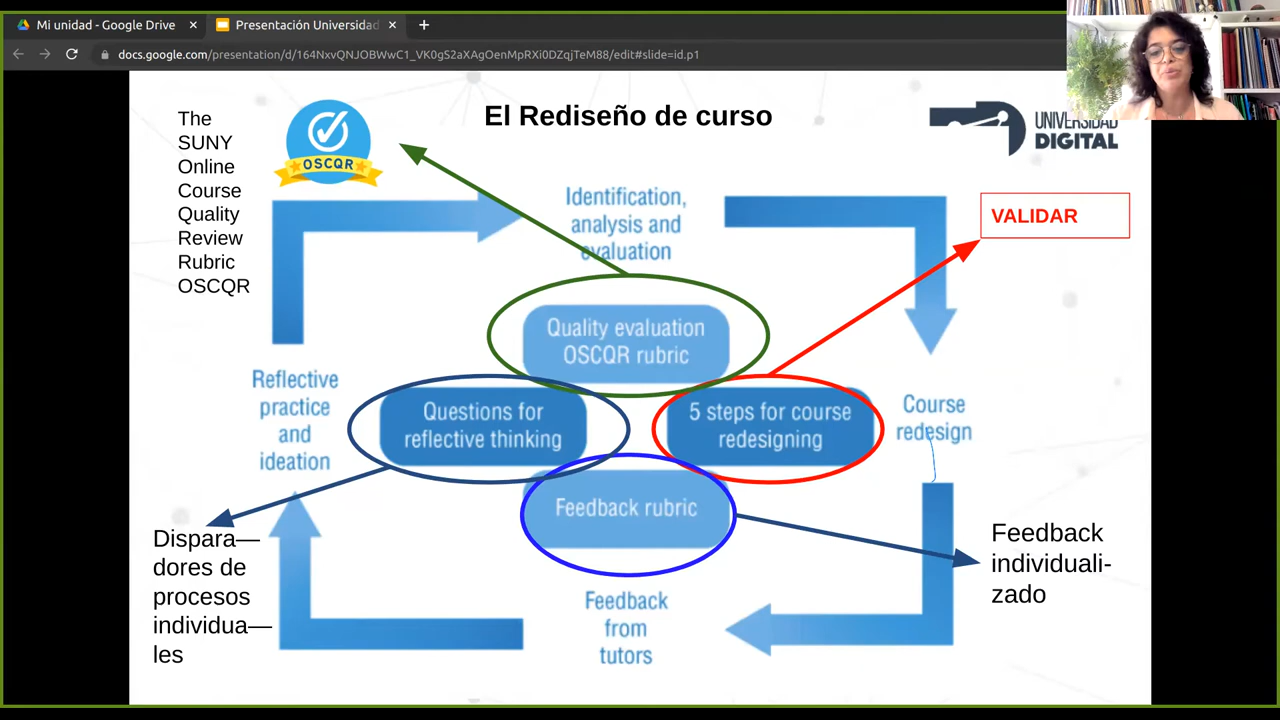 Mi unidad - Google Drive
Presentación Universidad
docs.google.com/presentation/d/164NxvQNJOBWwC1_VK0gS2aXAgOenMpRXi0DZqjTeM88/edit#slide=id.p1
The
SUNY
Online
Course
Quality
Review
Rubric
OSCQR
OSCQR
El Rediseño de curso
UNIVERSIDAD
DIGITAL
Identification,
analysis and
evaluation
VALIDAR
Quality evaluation
OSCQR rubric
Reflective
practice
and
ideation
Questions for
reflective thinking
5 steps for course
redesigning
Course
redesign
Feedback rubric
Dispara—
dores de
procesos
individua—
les
Feedback
individuali-
zado
Feedback
from
tutors